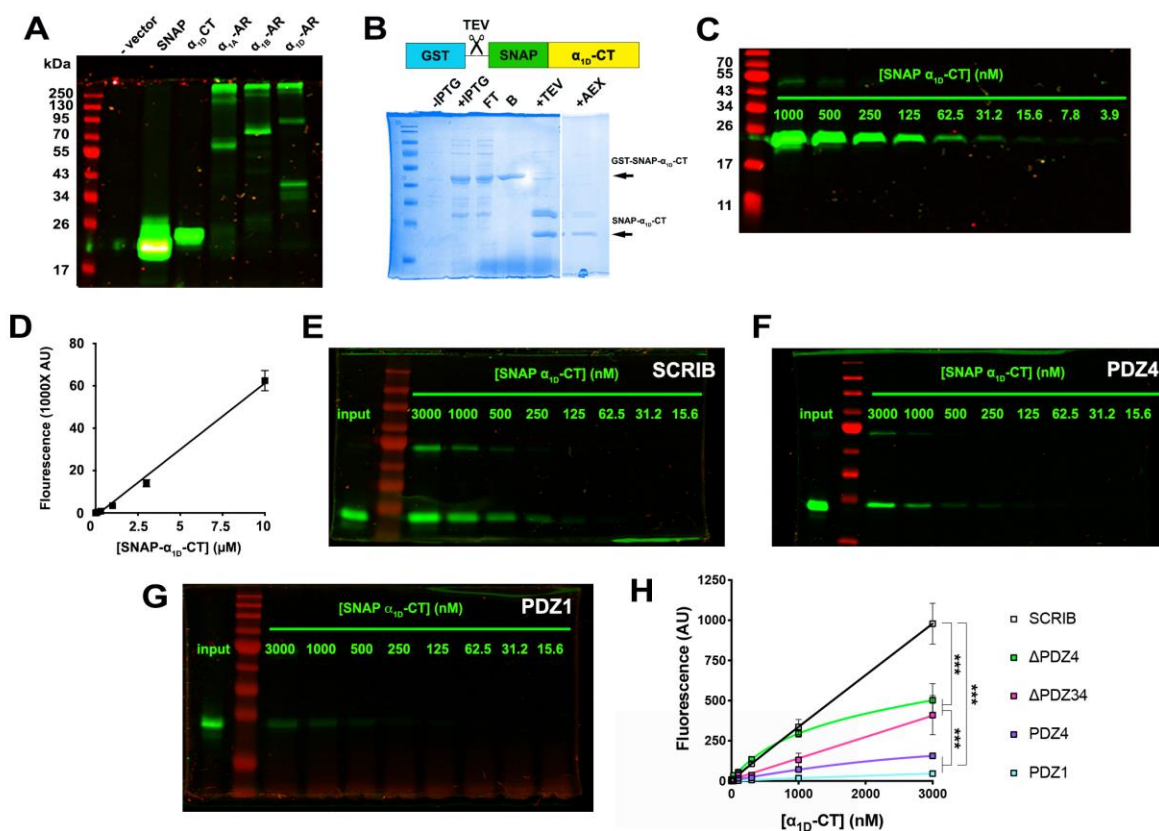 A
- vector
SNAP
α1DCT
α1A-AR
α1B-AR
α1D-AR
kDa
250
130
95
70
55
43
34
26
17
B
TEV
GST
SNAP
α1D-CT
-IPTG
+IPTG
FT
B
+TEV
+AEX
GST-SNAP-α1D-CT
SNAP-α1D-CT
C
70
55
43
34
26
17
11
[SNAP α1D-CT] (nM)
1000 500 250 125 62.5 31.2 15.6 7.8 3.9
D
Flourescence (1000X AU)
80
60
40
20
0
0 2.5 5 7.5 10
[SNAP-α1D-CT] (μM)
E
[SNAP α1D-CT] (nM) SCRIB
input 3000 1000 500 250 125 62.5 31.2 15.6
F
PDZ4
[SNAP α1D-CT] (nM)
input 3000 1000 500 250 125 62.5 31.2 15.6
G
[SNAP α1D-CT] (nM) PDZ1
input 3000 1000 500 250 125 62.5 31.2 15.6
H
Fluorescence (AU)
1250
1000
750
500
250
0
0 1000 2000 3000
[α1D-CT] (nM)
***
***
***
SCRIB
ΔPDZ4
ΔPDZ34
PDZ4
PDZ1